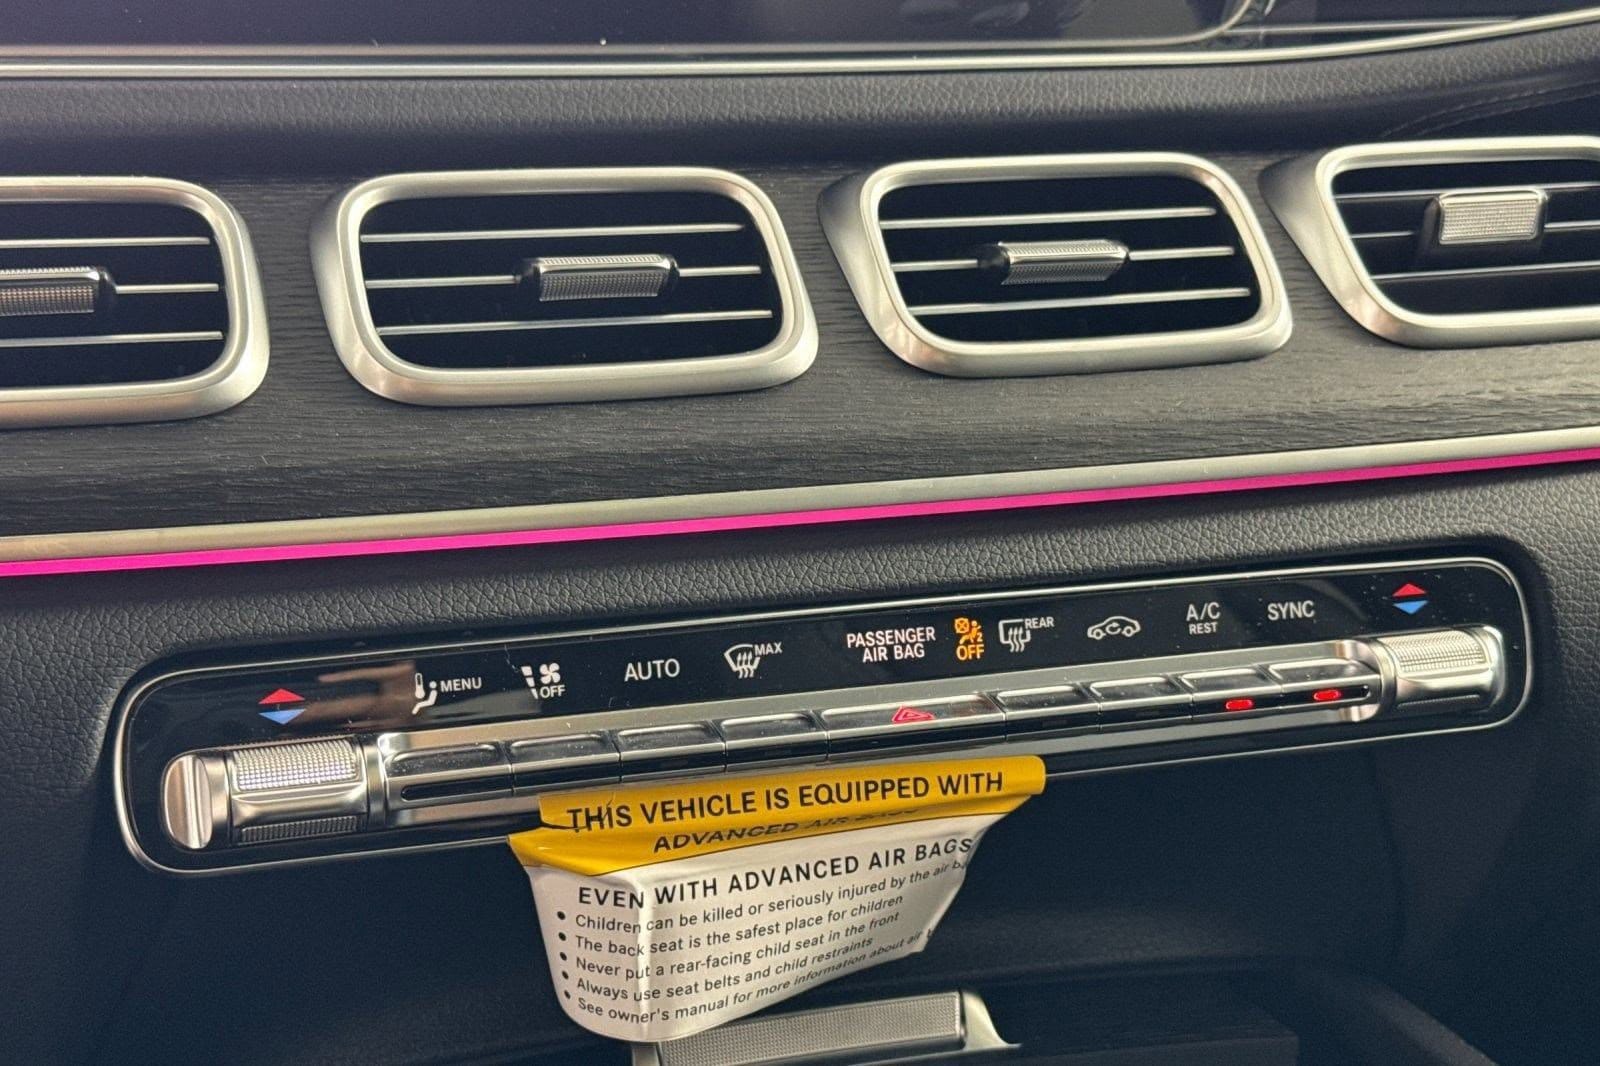 MENU
OFF
AUTO
MAX
PASSENGER
AIR BAG
2
OFF
REAR
A/C
REST
SYNC
THIS VEHICLE IS EQUIPPED WITH
ADVANCED AIR BAGS
EVEN WITH ADVANCED AIR BAGS
• Children can be killed or seriously injured by the air
• The back seat is the safest place for children
• Never put a rear-facing child seat in the front
• Always use seat belts and child restraints
• See owner's manual for more information about air